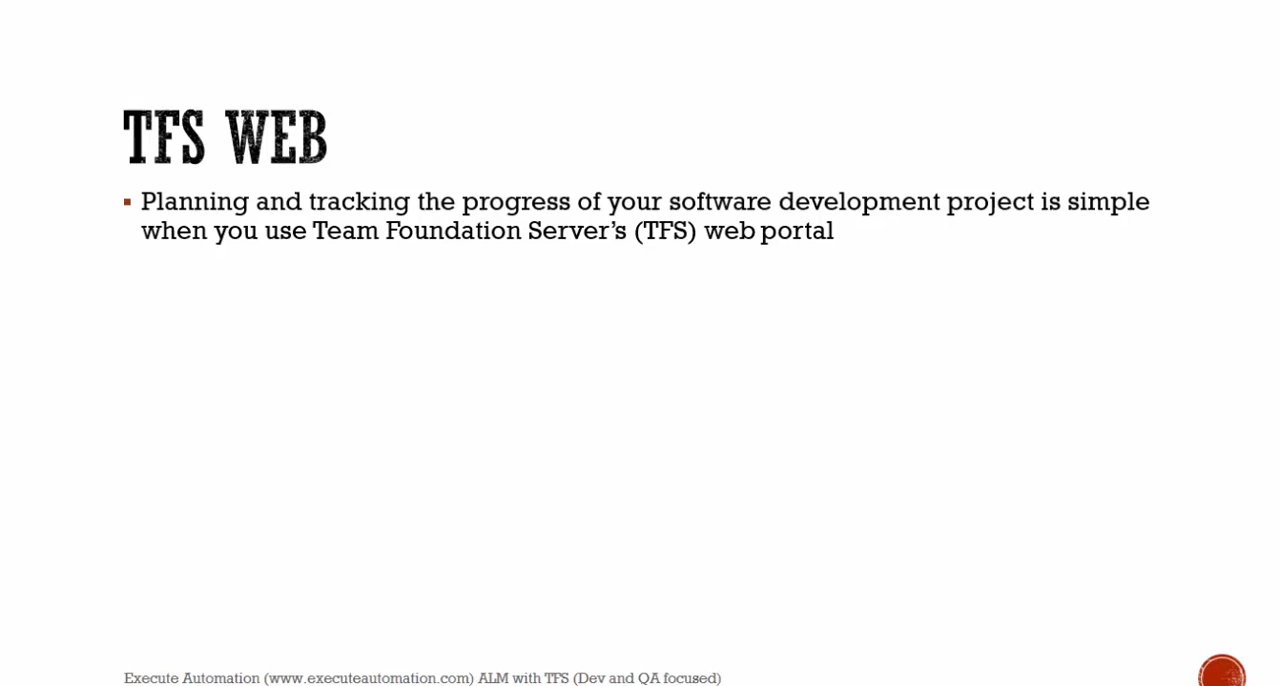 TFS WEB
▪ Planning and tracking the progress of your software development project is simple
when you use Team Foundation Server's (TFS) web portal
Execute Automation (www.executeautomation.com) ALM with TFS (Dev and QA focused)